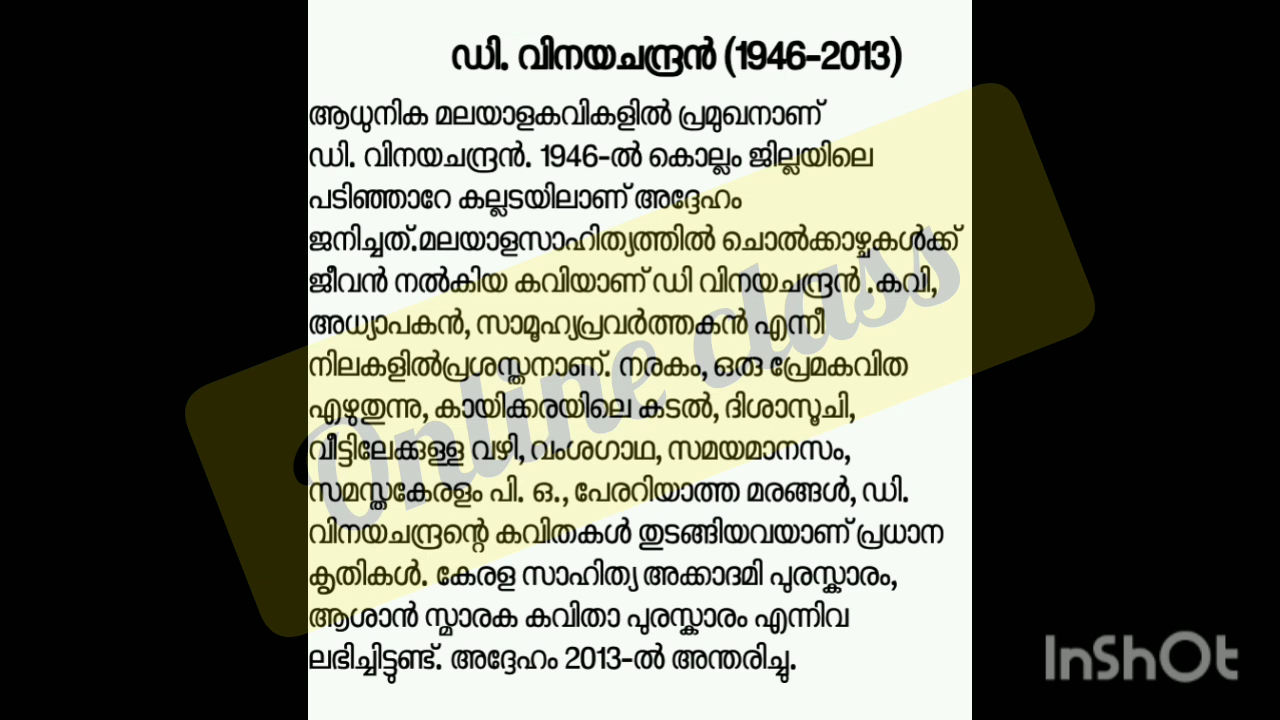 ഡി. വിനയചന്ദ്രൻ (1946-2013)
ആധുനിക മലയാളകവികളിൽ പ്രമുഖനാണ്
ഡി. വിനയചന്ദ്രൻ. 1946-ൽ കൊല്ലം ജില്ലയിലെ
പടിഞ്ഞാറേ കല്ലടയിലാണ് അദ്ദേഹം
ജനിച്ചത്.മലയാളസാഹിത്യത്തിൽ ചൊൽക്കാഴ്ചകൾക്ക്
ജീവൻ നൽകിയ കവിയാണ് ഡി വിനയചന്ദ്രൻ .കവി,
അധ്യാപകൻ, സാമൂഹ്യപ്രവർത്തകൻ എന്നീ
നിലകളിൽപ്രശസ്തനാണ്. നരകം, ഒരു പ്രേമകവിത
എഴുതുന്നു, കായിക്കരയിലെ കടൽ, ദിശാസൂചി,
വീട്ടിലേക്കുള്ള വഴി, വംശഗാഥ, സമയമാനസം,
സമസ്തകേരളം പി. ഒ., പേരറിയാത്ത മരങ്ങൾ, ഡി.
വിനയചന്ദ്രന്റെ കവിതകൾ തുടങ്ങിയവയാണ് പ്രധാന
കൃതികൾ. കേരള സാഹിത്യ അക്കാദമി പുരസ്കാരം,
ആശാൻ സ്മാരക കവിതാ പുരസ്കാരം എന്നിവ
ലഭിച്ചിട്ടുണ്ട്. അദ്ദേഹം 2013-ൽ അന്തരിച്ചു.
Online class
InShOt